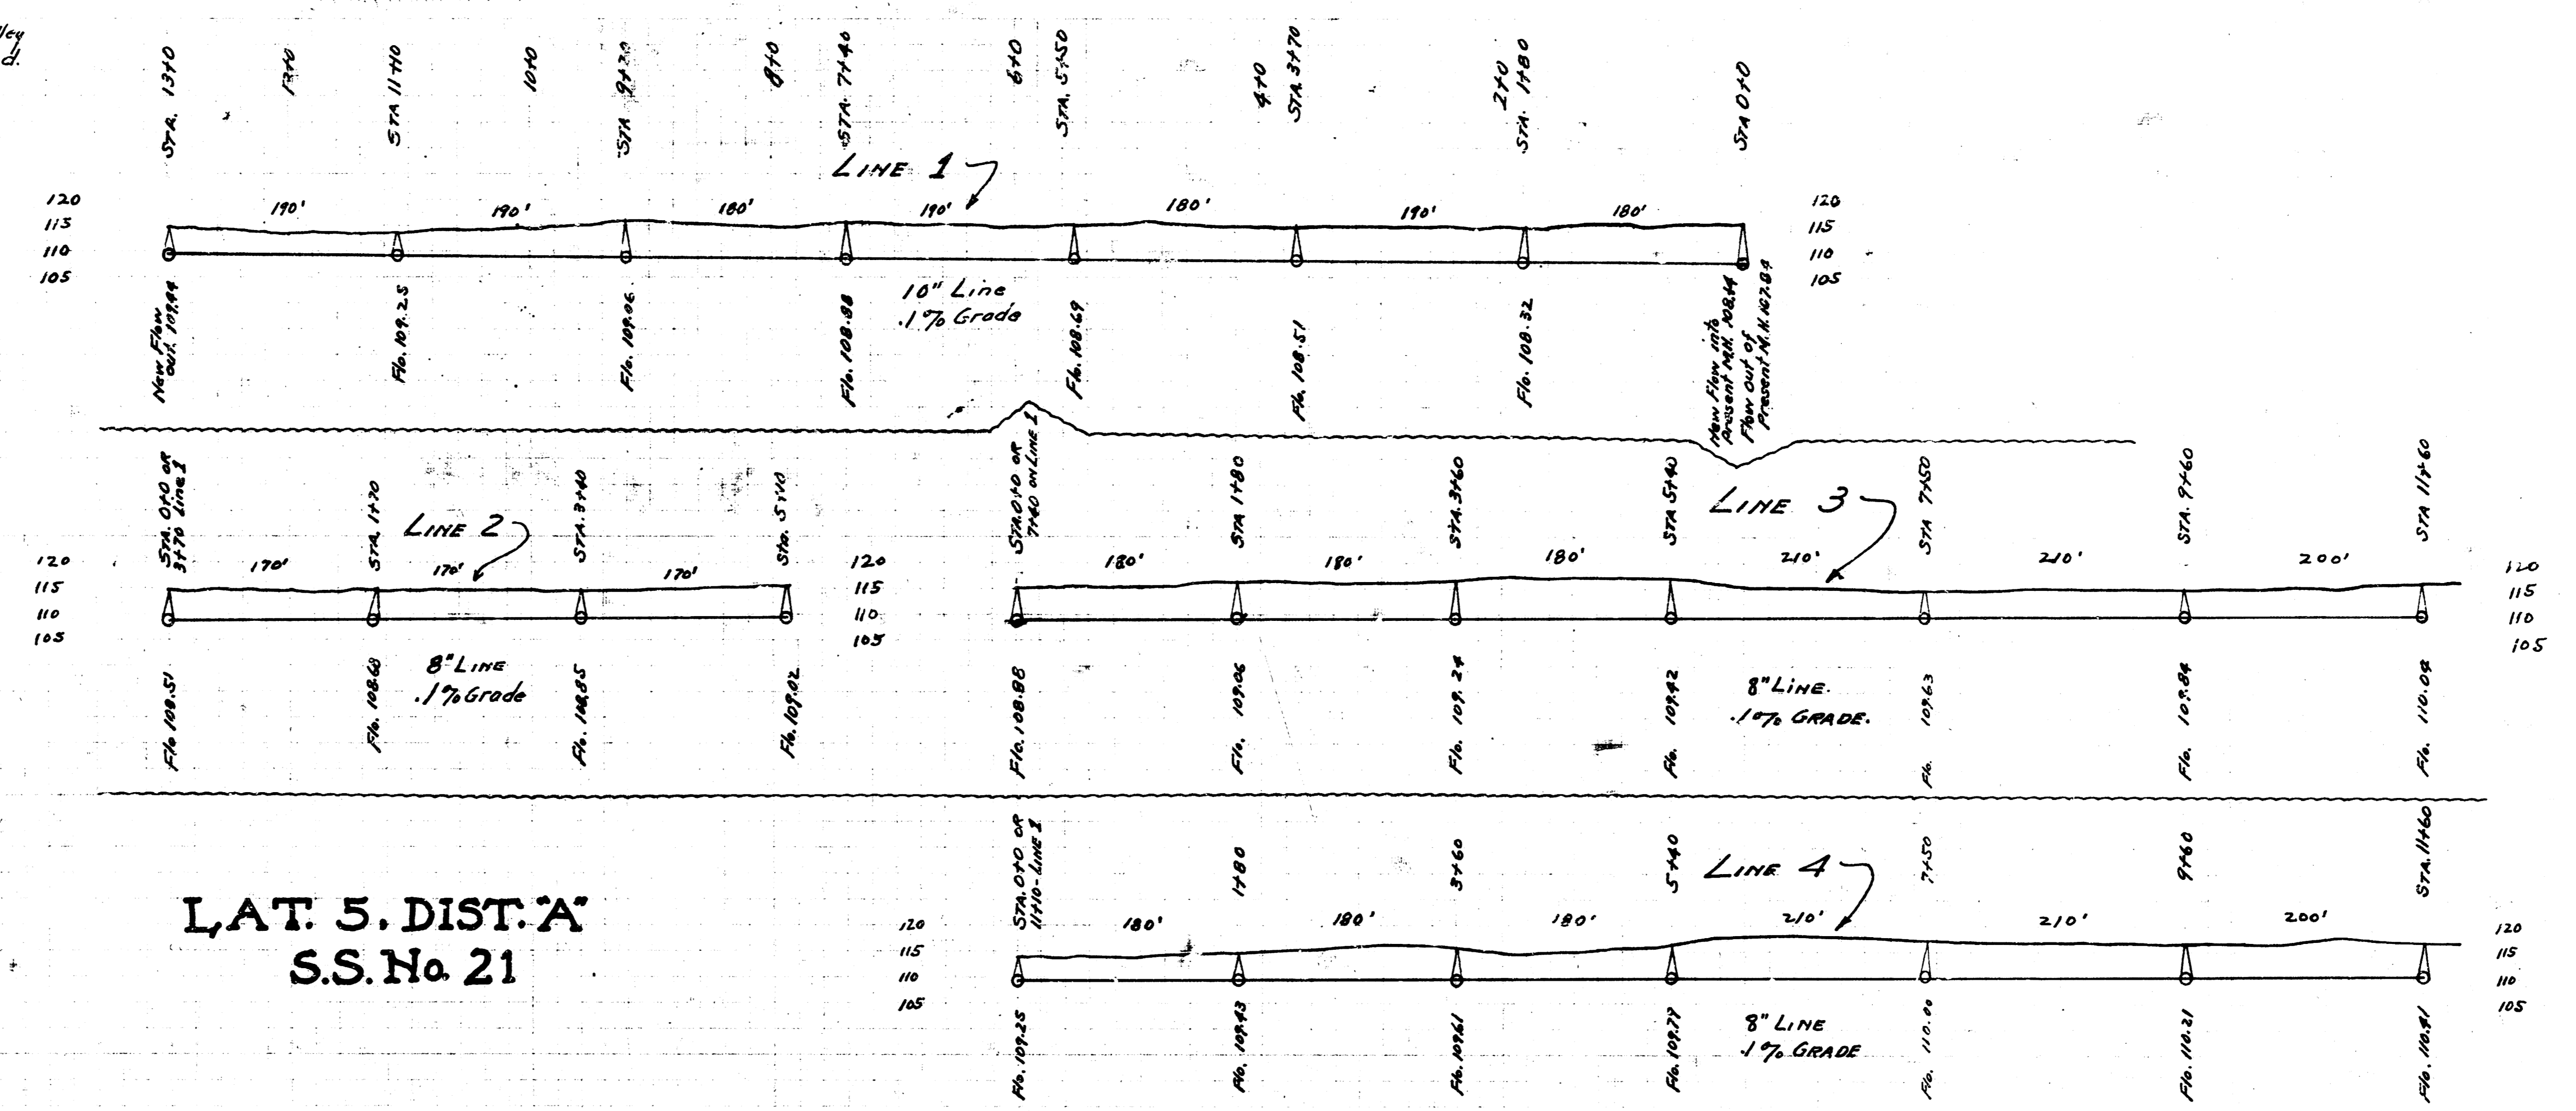 lley
d.
STA. 13+0
12+0
STA 11+10
10+0
STA 9+20
8+0
STA. 7+40
6+0
STA. 5+50
4+0
STA. 3+70
2+0
STA. 1+80
STA 0+0
LINE 1
120
115
110
105
190'
190'
180'
190'
180'
190'
180'
120
115
110
105
New Flow
out. 109.44
Flo. 109.25
Flo. 109.06
Flo. 108.88
10" Line
.1% Grade
Flo. 108.69
Flo. 108.51
Flo. 108.32
New Flow into
Present M.H. 108.14
Flow out of
Present M.H. 107.84
STA. 0+0 OR
3+70 Line 1
STA. 1+70
STA. 3+40
Sta. 5+10
LINE 2
120
115
110
105
170'
170'
170'
120
115
110
105
Flo 108.51
Flo. 108.68
Flo. 108.85
Flo. 109.02
8" LINE
.1% Grade
STA. 0+0 OR
7+40 ON LINE 1
STA 1+80
STA. 3+60
STA 5+40
STA 7+50
STA. 9+60
STA 11+60
LINE 3
180'
180'
180'
210'
210'
200'
120
115
110
105
Flo. 108.88
Flo. 109.06
Flo. 109.24
Flo. 109.42
8" LINE.
.1% GRADE.
Flo. 109.63
Flo. 109.84
Flo. 110.04
STA. 0+0 OR
11+10-LINE 1
1+80
3+60
5+40
7+50
9+60
STA. 11+60
LINE 4
120
115
110
105
180'
180'
180'
210'
210'
200'
120
115
110
105
Flo. 109.25
Flo. 109.43
Flo. 109.61
Flo. 109.79
8" LINE
.1% GRADE
Flo. 110.00
Flo. 110.21
Flo. 110.41
LAT. 5. DIST. "A"
S.S. No. 21